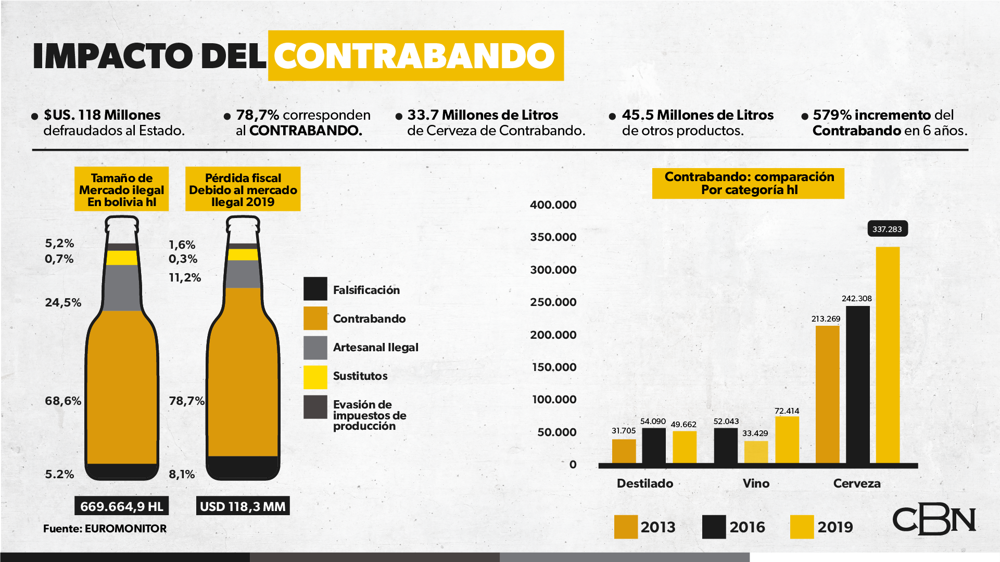 IMPACTO DEL CONTRABANDO
• $US. 118 Millones
defraudados al Estado.
• 78,7% corresponden
al CONTRABANDO.
• 33.7 Millones de Litros
de Cerveza de Contrabando.
• 45.5 Millones de Litros
de otros productos.
• 579% incremento del
Contrabando en 6 años.
Tamaño de
Mercado ilegal
En bolivia hl
5,2%
0,7%
24,5%
68,6%
5.2%
669.664,9 HL
Pérdida fiscal
Debido al mercado
Ilegal 2019
1,6%
0,3%
11,2%
78,7%
8,1%
USD 118,3 MM
Falsificación
Contrabando
Artesanal Ilegal
Sustitutos
Evasión de
impuestos de
producción
Fuente: EUROMONITOR
Contrabando: comparación
Por categoría hl
400.000
350.000
300.000
250.000
200.000
150.000
100.000
50.000
0
31.705
54.090
49.662
52.043
33.429
72.414
213.269
242.308
337.283
Destilado
Vino
Cerveza
2013
2016
2019
CBN